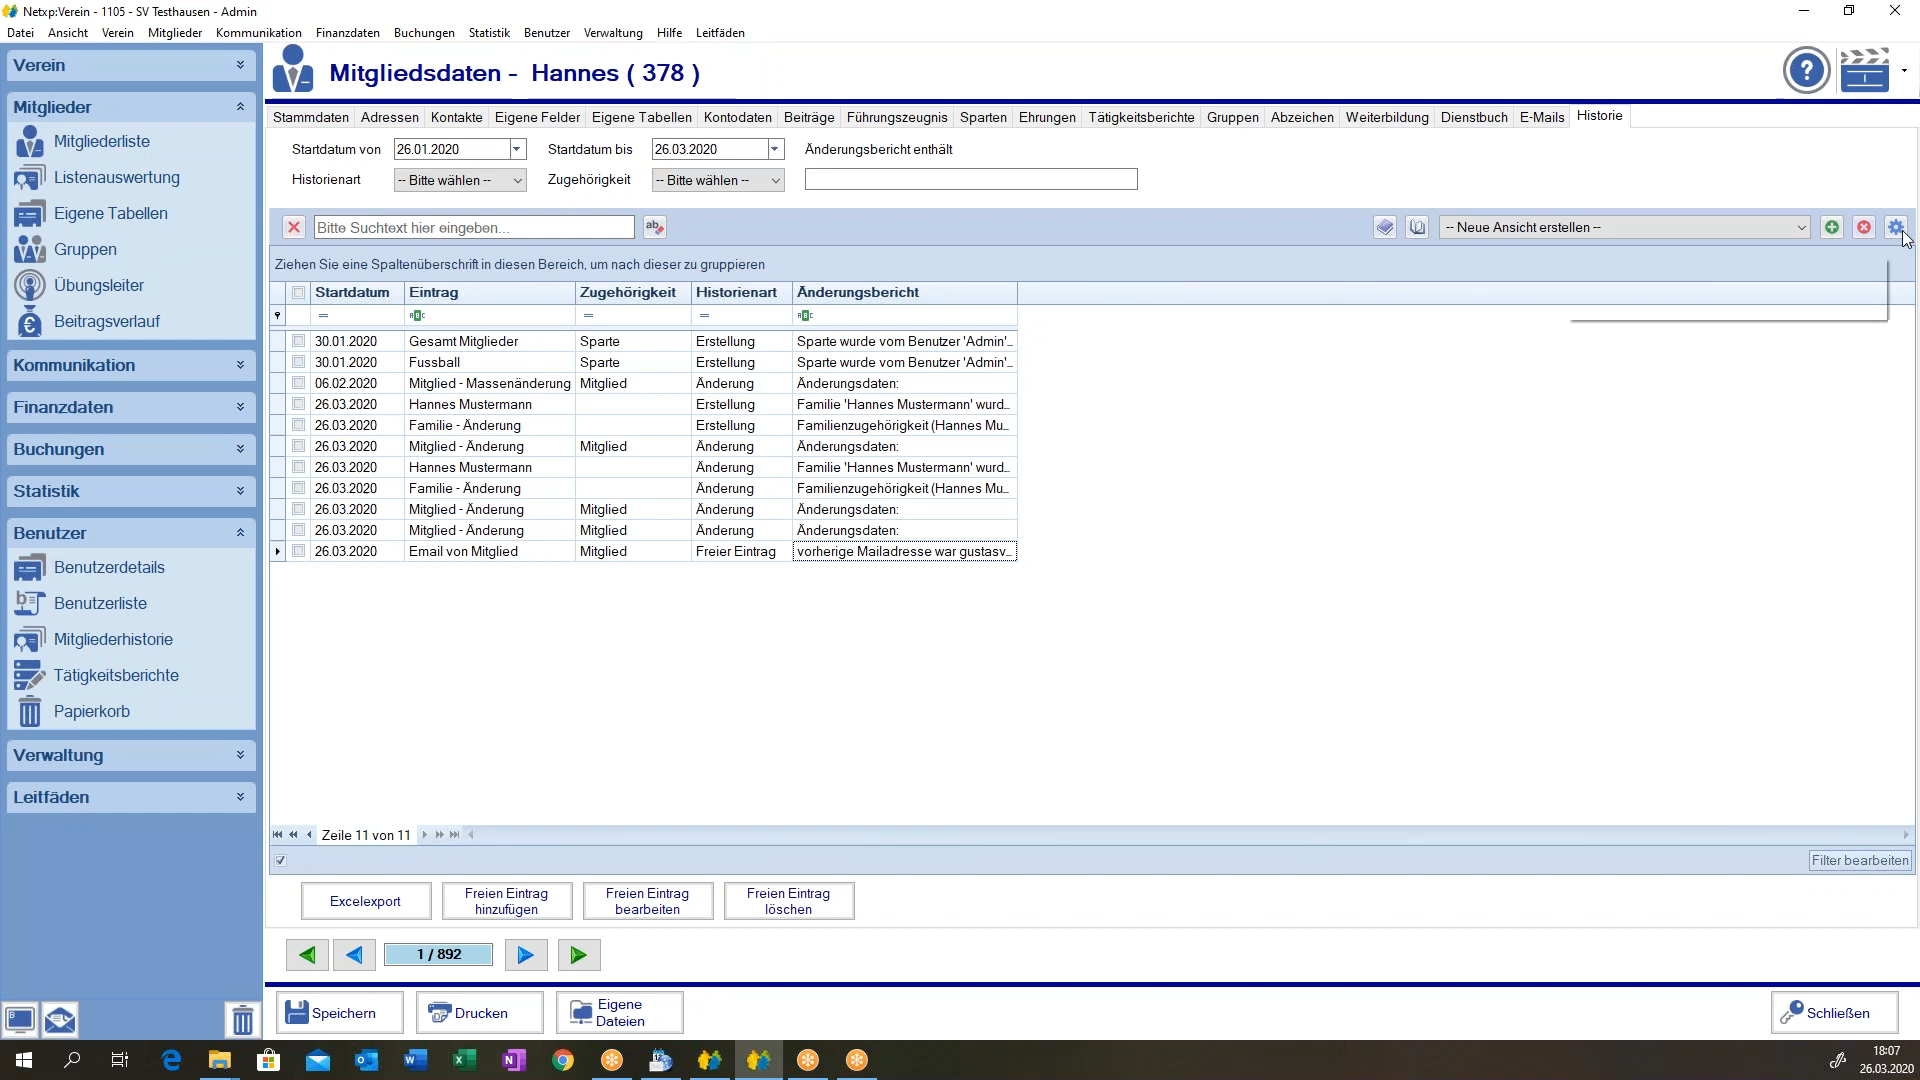 Netxp:Verein - 1105 - SV Testhausen - Admin
Datei Ansicht Verein Mitglieder Kommunikation Finanzdaten Buchungen Statistik Benutzer Verwaltung Hilfe Leitfäden
Verein
Mitglieder
Mitgliederliste
Listenauswertung
Eigene Tabellen
Gruppen
Übungsleiter
Beitragsverlauf
Kommunikation
Finanzdaten
Buchungen
Statistik
Benutzer
Benutzerdetails
Benutzerliste
Mitgliederhistorie
Tätigkeitsberichte
Papierkorb
Verwaltung
Leitfäden
Mitgliedsdaten - Hannes ( 378 )
Stammdaten Adressen Kontakte Eigene Felder Eigene Tabellen Kontodaten Beiträge Führungszeugnis Sparten Ehrungen Tätigkeitsberichte Gruppen Abzeichen Weiterbildung Dienstbuch E-Mails Historie
Startdatum von 26.01.2020 Startdatum bis 26.03.2020 Änderungsbericht enthält
Historienart -- Bitte wählen -- Zugehörigkeit -- Bitte wählen --
Bitte Suchtext hier eingeben... -- Neue Ansicht erstellen --
Ziehen Sie eine Spaltenüberschrift in diesen Bereich, um nach dieser zu gruppieren
Startdatum Eintrag Zugehörigkeit Historienart Änderungsbericht
30.01.2020 Gesamt Mitglieder Sparte Erstellung Sparte wurde vom Benutzer 'Admin'...
30.01.2020 Fussball Sparte Erstellung Sparte wurde vom Benutzer 'Admin'...
06.02.2020 Mitglied - Massenänderung Mitglied Änderung Änderungsdaten:
26.03.2020 Hannes Mustermann Erstellung Familie 'Hannes Mustermann' wurd...
26.03.2020 Familie - Änderung Erstellung Familienzugehörigkeit (Hannes Mu...
26.03.2020 Mitglied - Änderung Mitglied Änderung Änderungsdaten:
26.03.2020 Hannes Mustermann Änderung Familie 'Hannes Mustermann' wurd...
26.03.2020 Familie - Änderung Änderung Familienzugehörigkeit (Hannes Mu...
26.03.2020 Mitglied - Änderung Mitglied Änderung Änderungsdaten:
26.03.2020 Mitglied - Änderung Mitglied Änderung Änderungsdaten:
26.03.2020 Email von Mitglied Mitglied Freier Eintrag vorherige Mailadresse war gustasv...
Zeile 11 von 11
Filter bearbeiten
Excelexport
Freien Eintrag
hinzufügen
Freien Eintrag
bearbeiten
Freien Eintrag
löschen
1 / 892
Speichern
Drucken
Eigene
Dateien
Schließen
18:07
26.03.2020